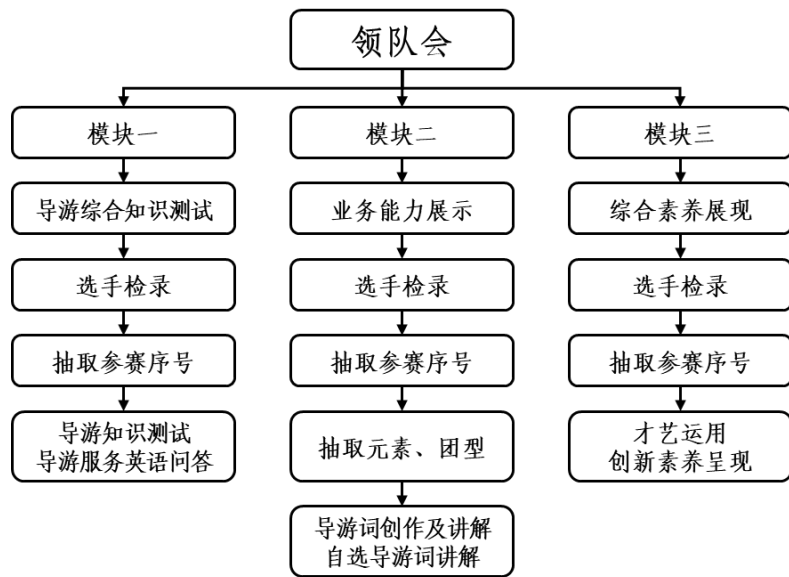 领队会
模块一
模块二
模块三
导游综合知识测试
业务能力展示
综合素养展现
选手检录
选手检录
选手检录
抽取参赛序号
抽取参赛序号
抽取参赛序号
导游知识测试
导游服务英语问答
抽取元素、团型
才艺运用
创新素养呈现
导游词创作及讲解
自选导游词讲解